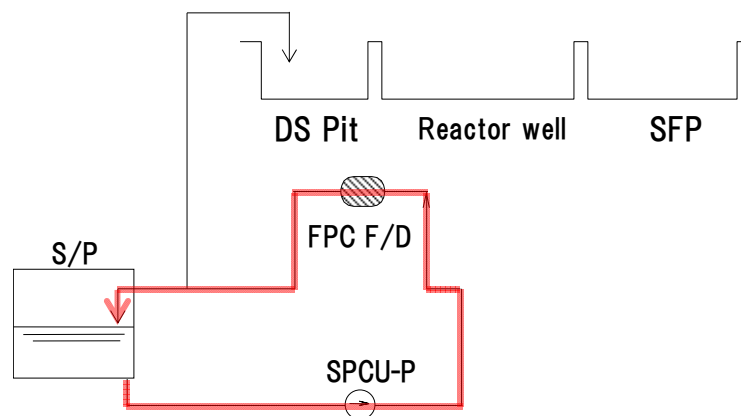 DS Pit
Reactor well
SFP
FPC F/D
S/P
SPCU-P